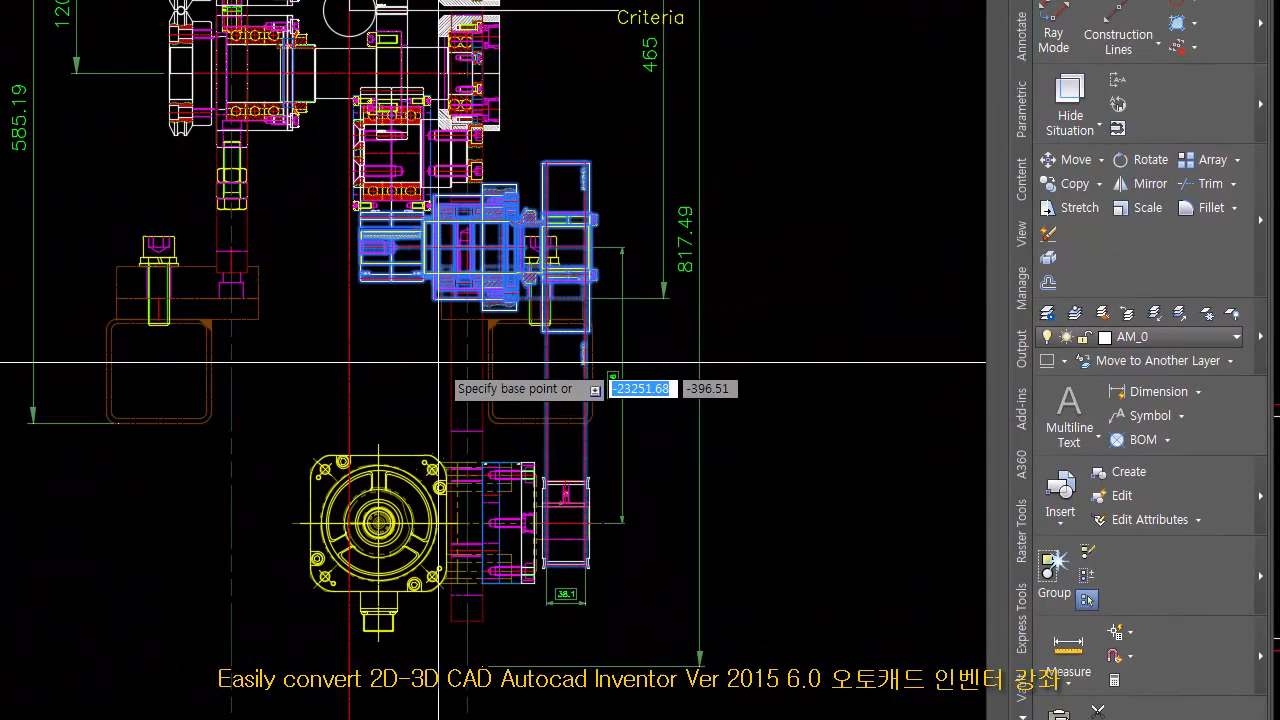 120
Criteria
465
585.19
817.49
38.1
Specify base point or
-23251.68
-396.51
Ray
Mode
Construction
Lines
Hide
Situation
Move
Rotate
Array
Copy
Mirror
Trim
Stretch
Scale
Fillet
AM_0
Move to Another Layer
Multiline
Text
Dimension
Symbol
BOM
Insert
Create
Edit
Edit Attributes
Group
Measure
Annotate
Parametric
Content
View
Manage
Output
Add-ins
A360
Raster Tools
Express Tools
Easily convert 2D-3D CAD Autocad Inventor Ver 2015 6.0 오토캐드 인벤터 강좌